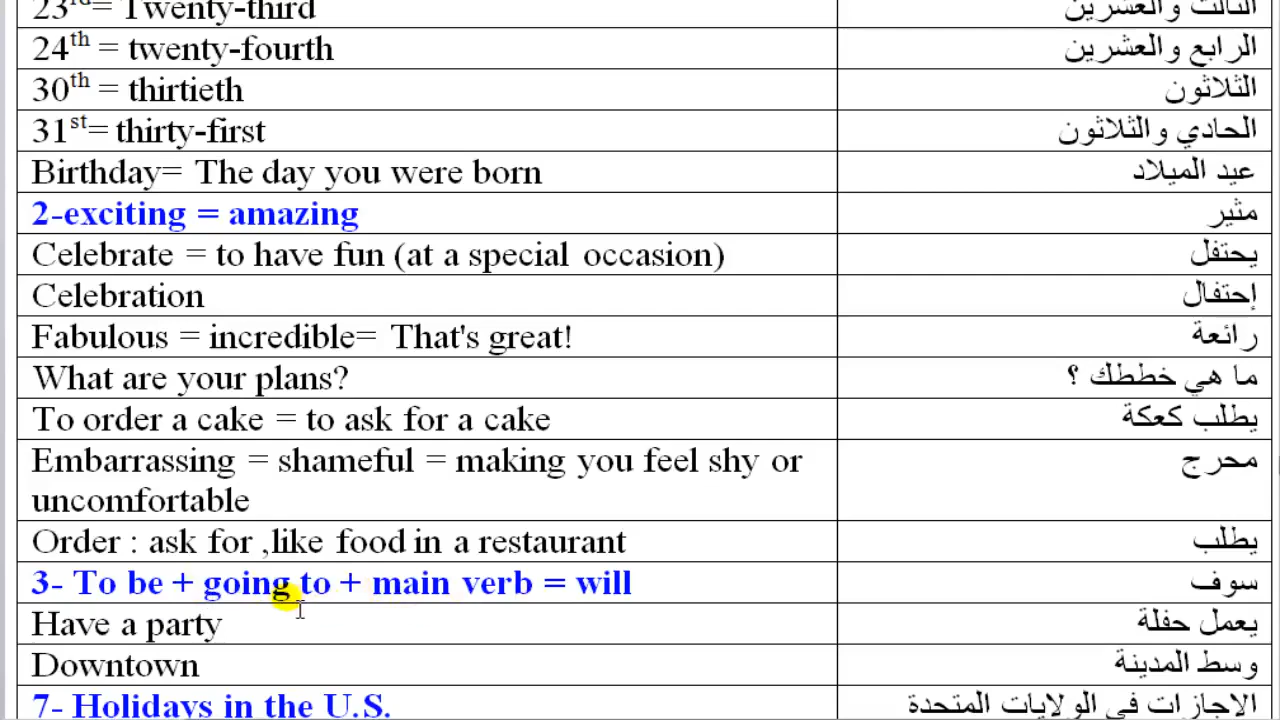 23rd= Twenty-third
الثالث والعشرين
24th = twenty-fourth
الرابع والعشرين
30th = thirtieth
الثلاثون
31st= thirty-first
الحادي والثلاثون
Birthday= The day you were born
عيد الميلاد
2-exciting = amazing
مثير
Celebrate = to have fun (at a special occasion)
يحتفل
Celebration
إحتفال
Fabulous = incredible= That's great!
رائعة
What are your plans?
ما هي خططك ؟
To order a cake = to ask for a cake
يطلب كعكة
Embarrassing = shameful = making you feel shy or
uncomfortable
محرج
Order : ask for ,like food in a restaurant
يطلب
3- To be + going to + main verb = will
سوف
Have a party
يعمل حفلة
Downtown
وسط المدينة
7- Holidays in the U.S.
الاجازات في الولايات المتحدة